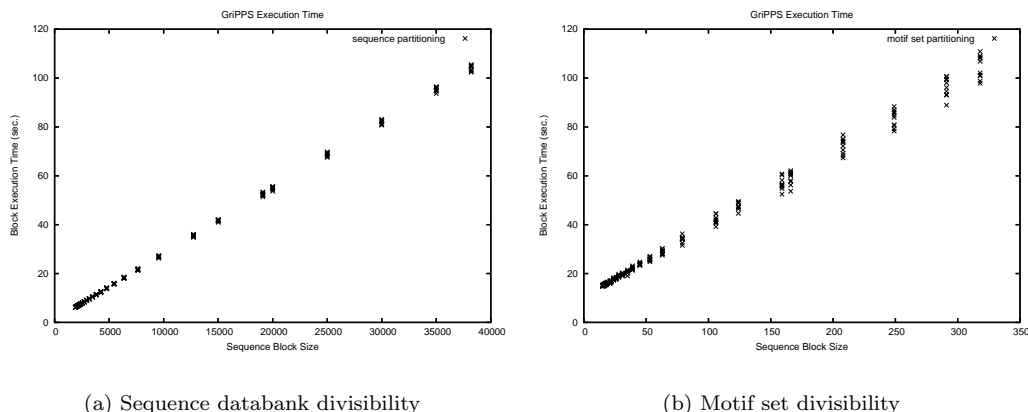 GriPPS Execution Time
120
100
80
60
40
20
0
Block Execution Time (sec.)
sequence partitioning
0 5000 10000 15000 20000 25000 30000 35000 40000
Sequence Block Size
(a) Sequence databank divisibility
GriPPS Execution Time
120
100
80
60
40
20
0
Block Execution Time (sec.)
motif set partitioning
0 50 100 150 200 250 300 350
Sequence Block Size
(b) Motif set divisibility